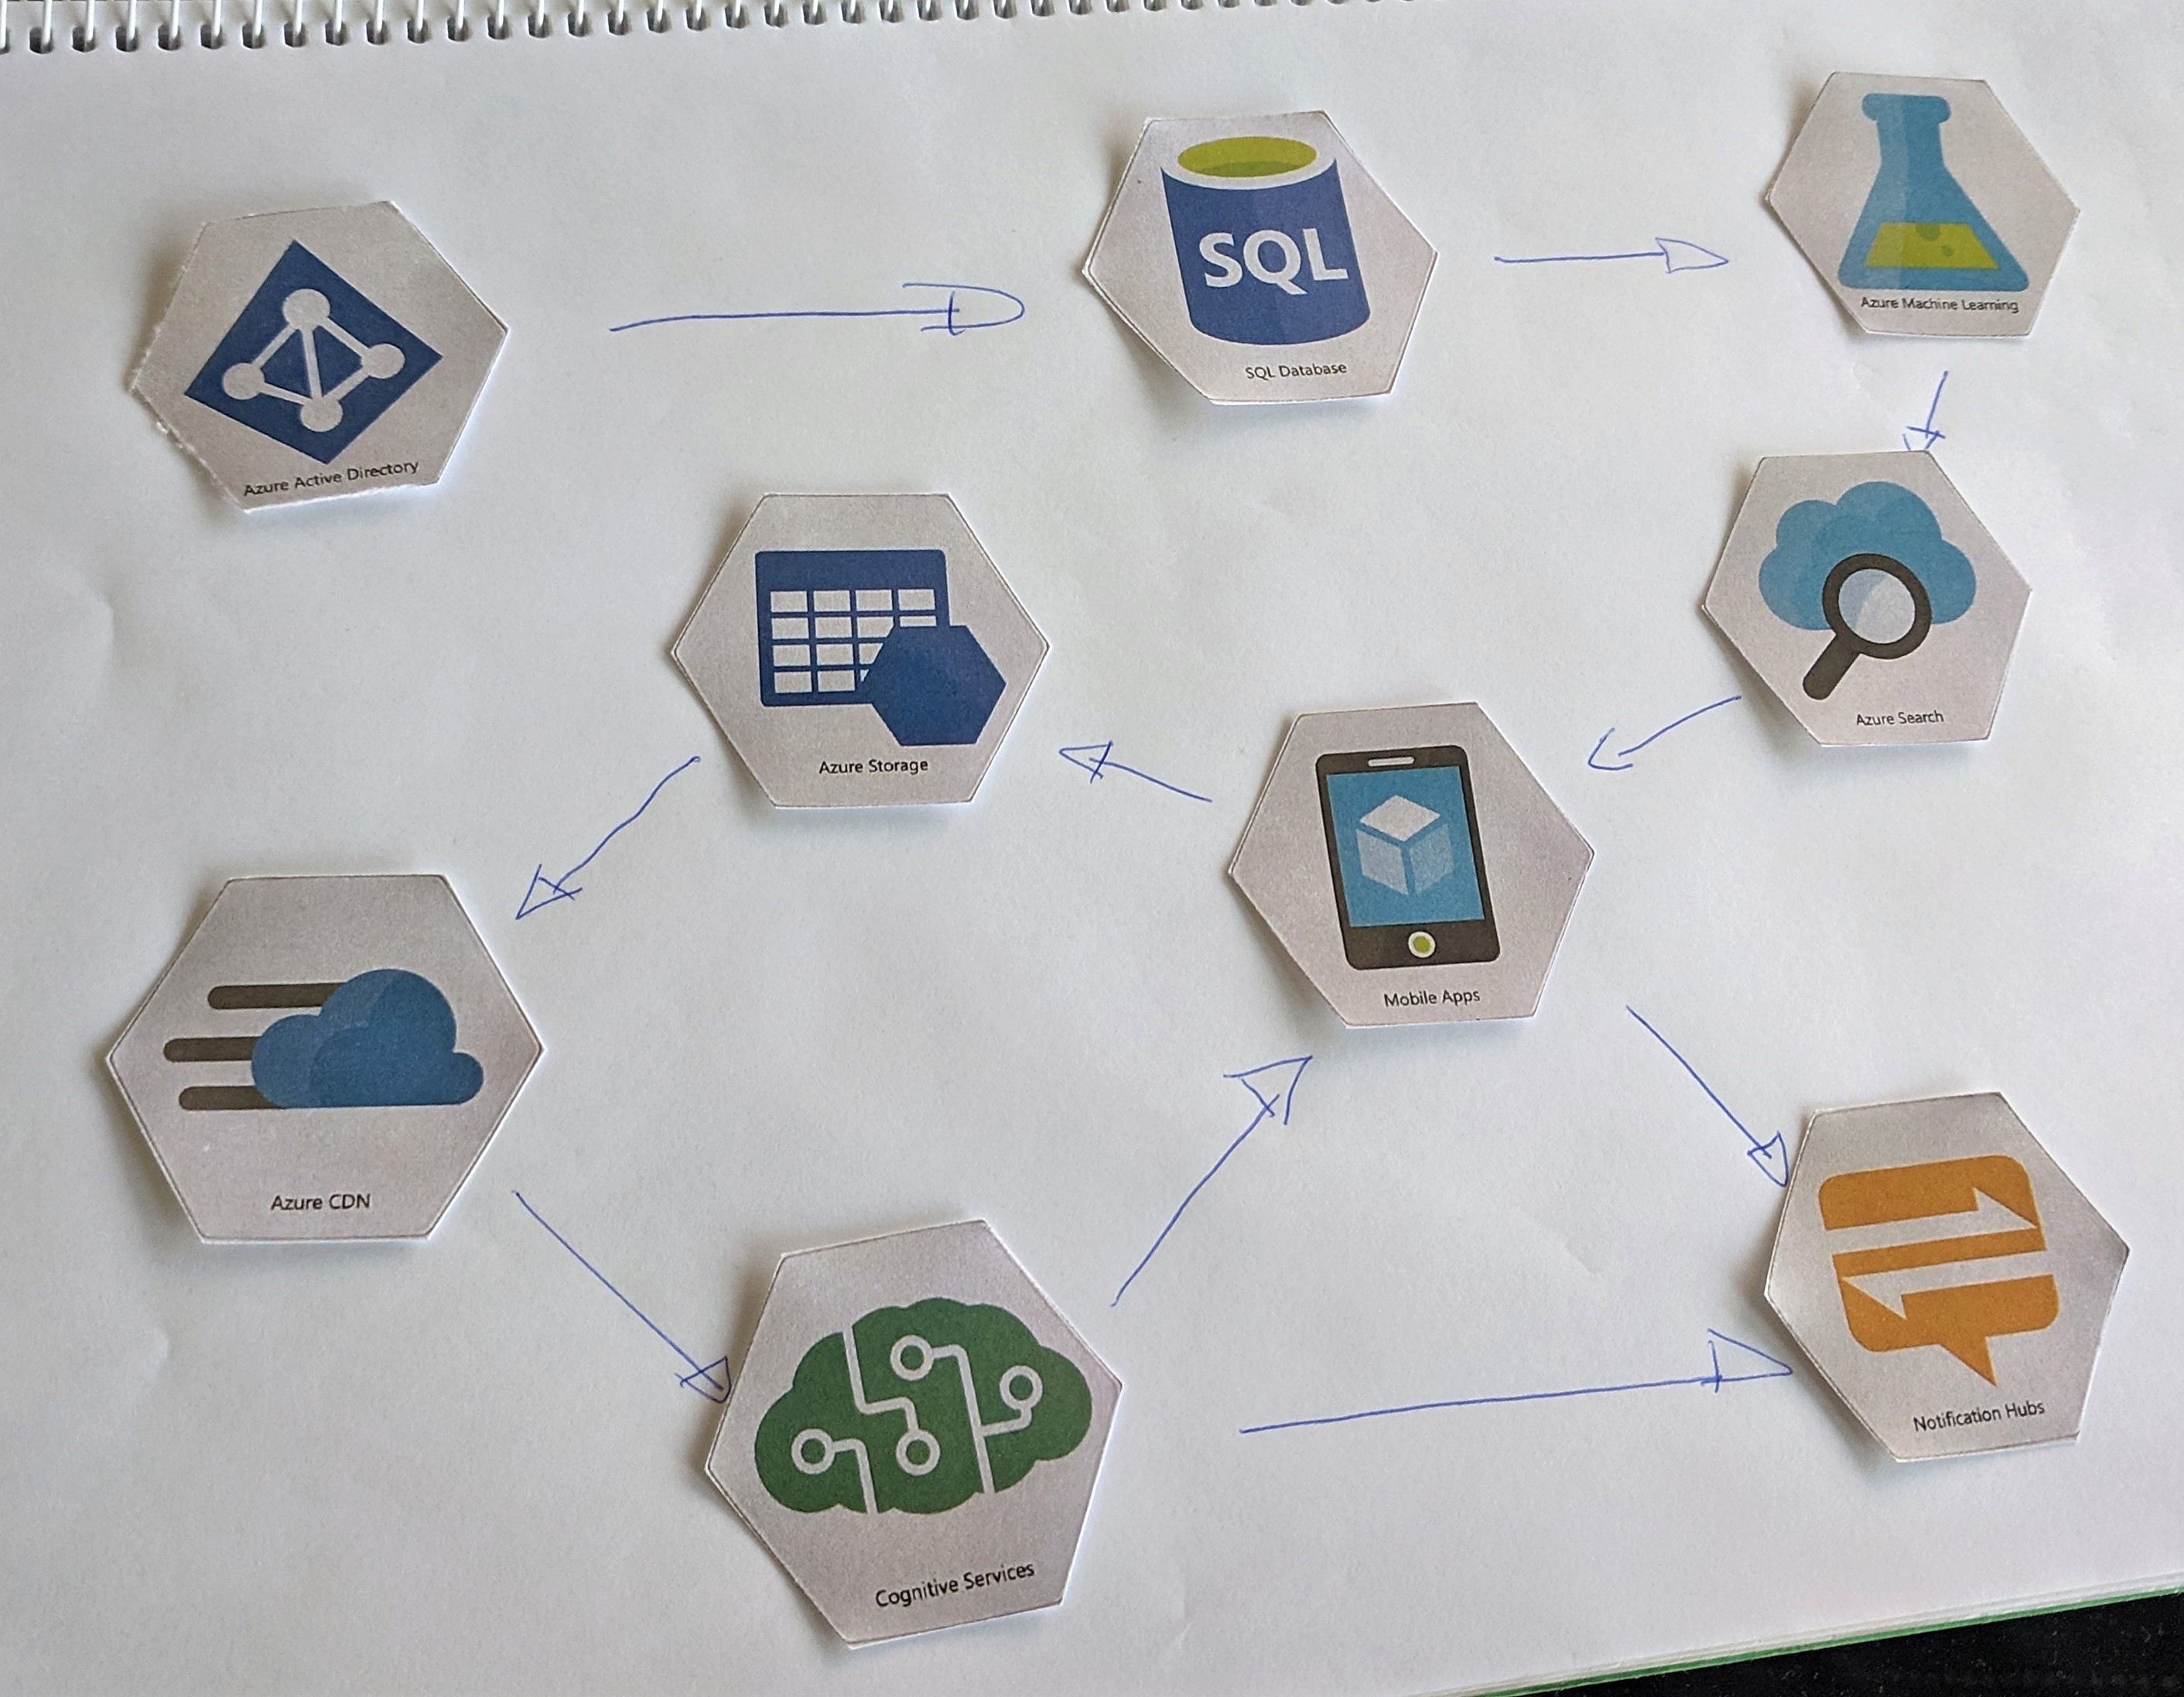 SQL
Azure Machine Learning
SQL Database
Azure Active Directory
Azure Search
Azure Storage
Mobile Apps
Azure CDN
Notification Hubs
Cognitive Services